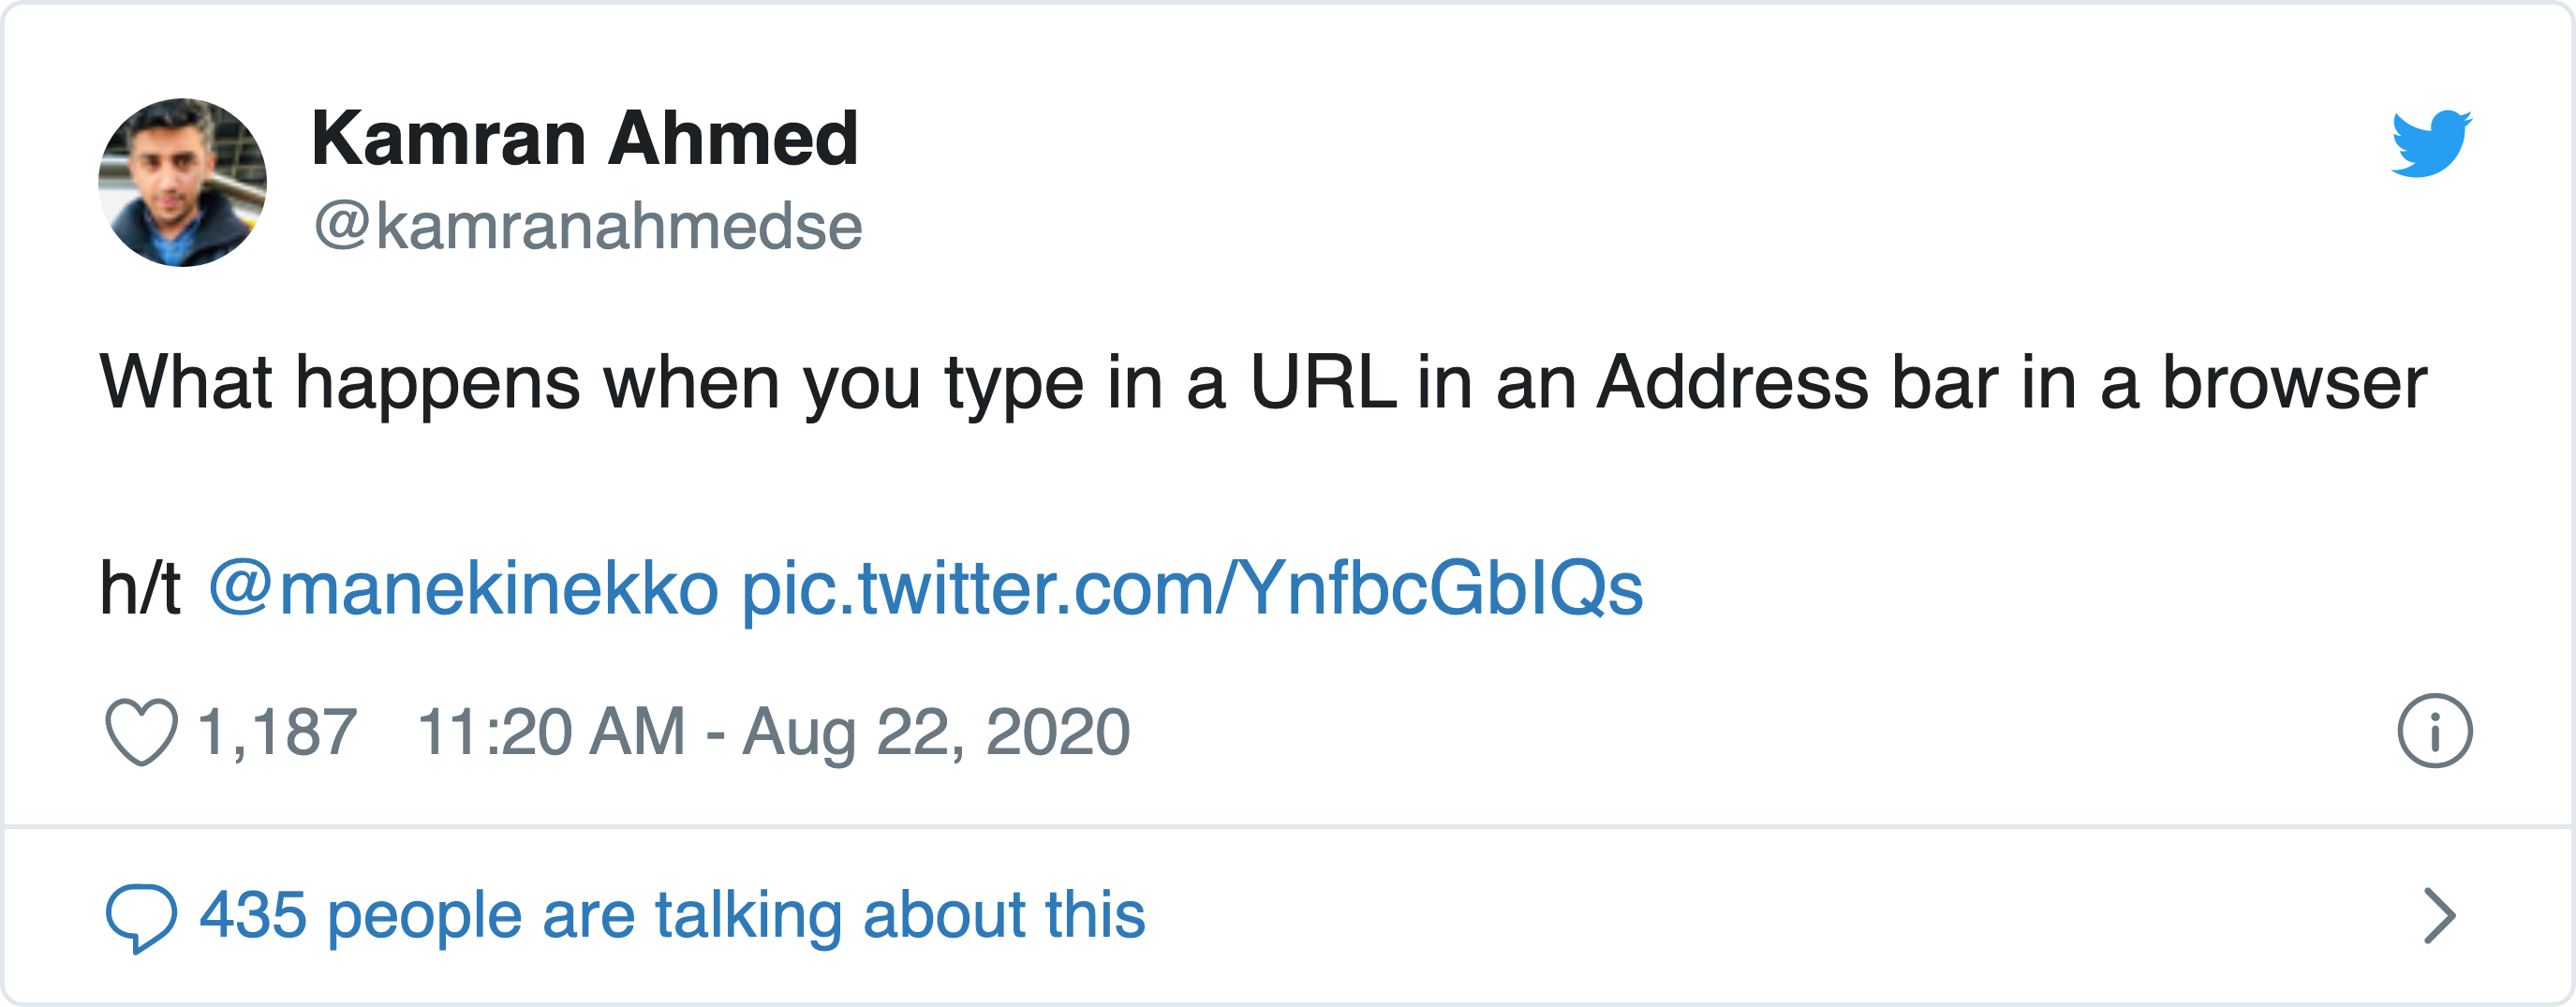 Kamran Ahmed
@kamranahmedse
What happens when you type in a URL in an Address bar in a browser
h/t @manekinekko pic.twitter.com/YnfbcGbIQs
1,187 11:20 AM - Aug 22, 2020
435 people are talking about this